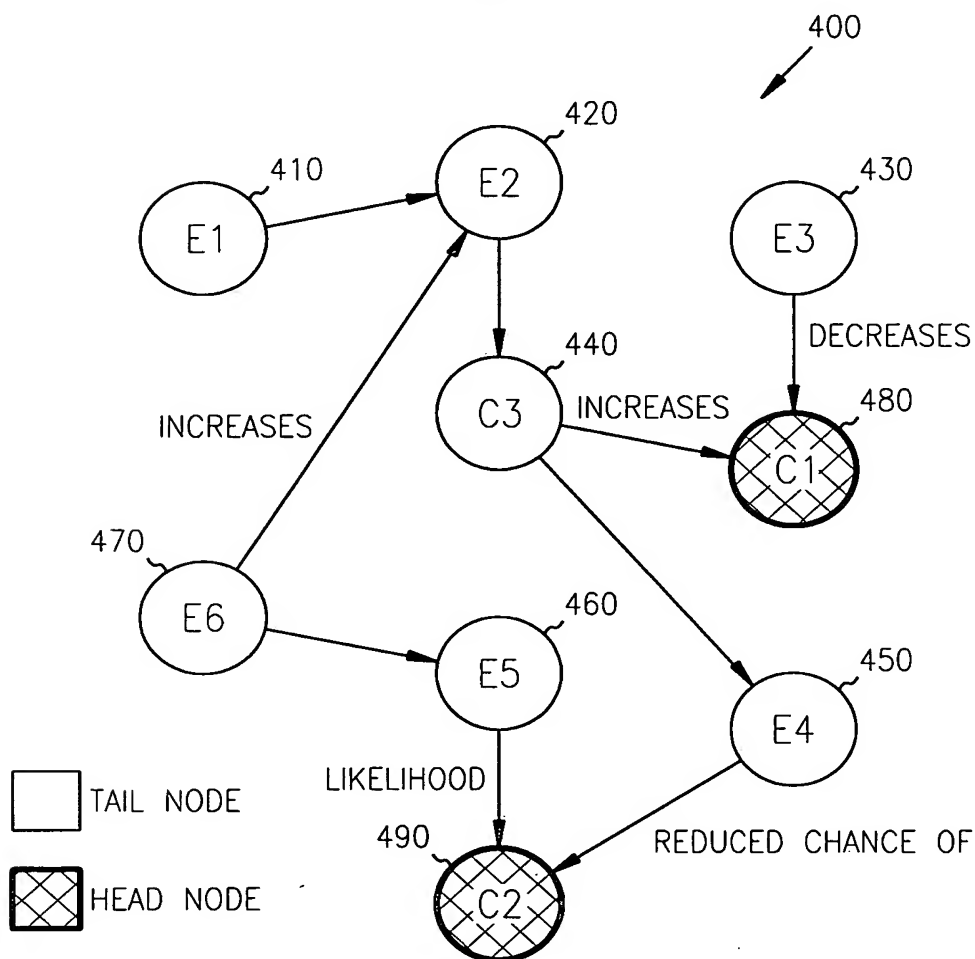 400
420
410
430
E2
E1
E3
DECREASES
440
480
INCREASES
C3
INCREASES
C1
470
460
E6
450
E5
E4
LIKELIHOOD
TAIL NODE
490
REDUCED CHANCE OF
HEAD NODE
C2